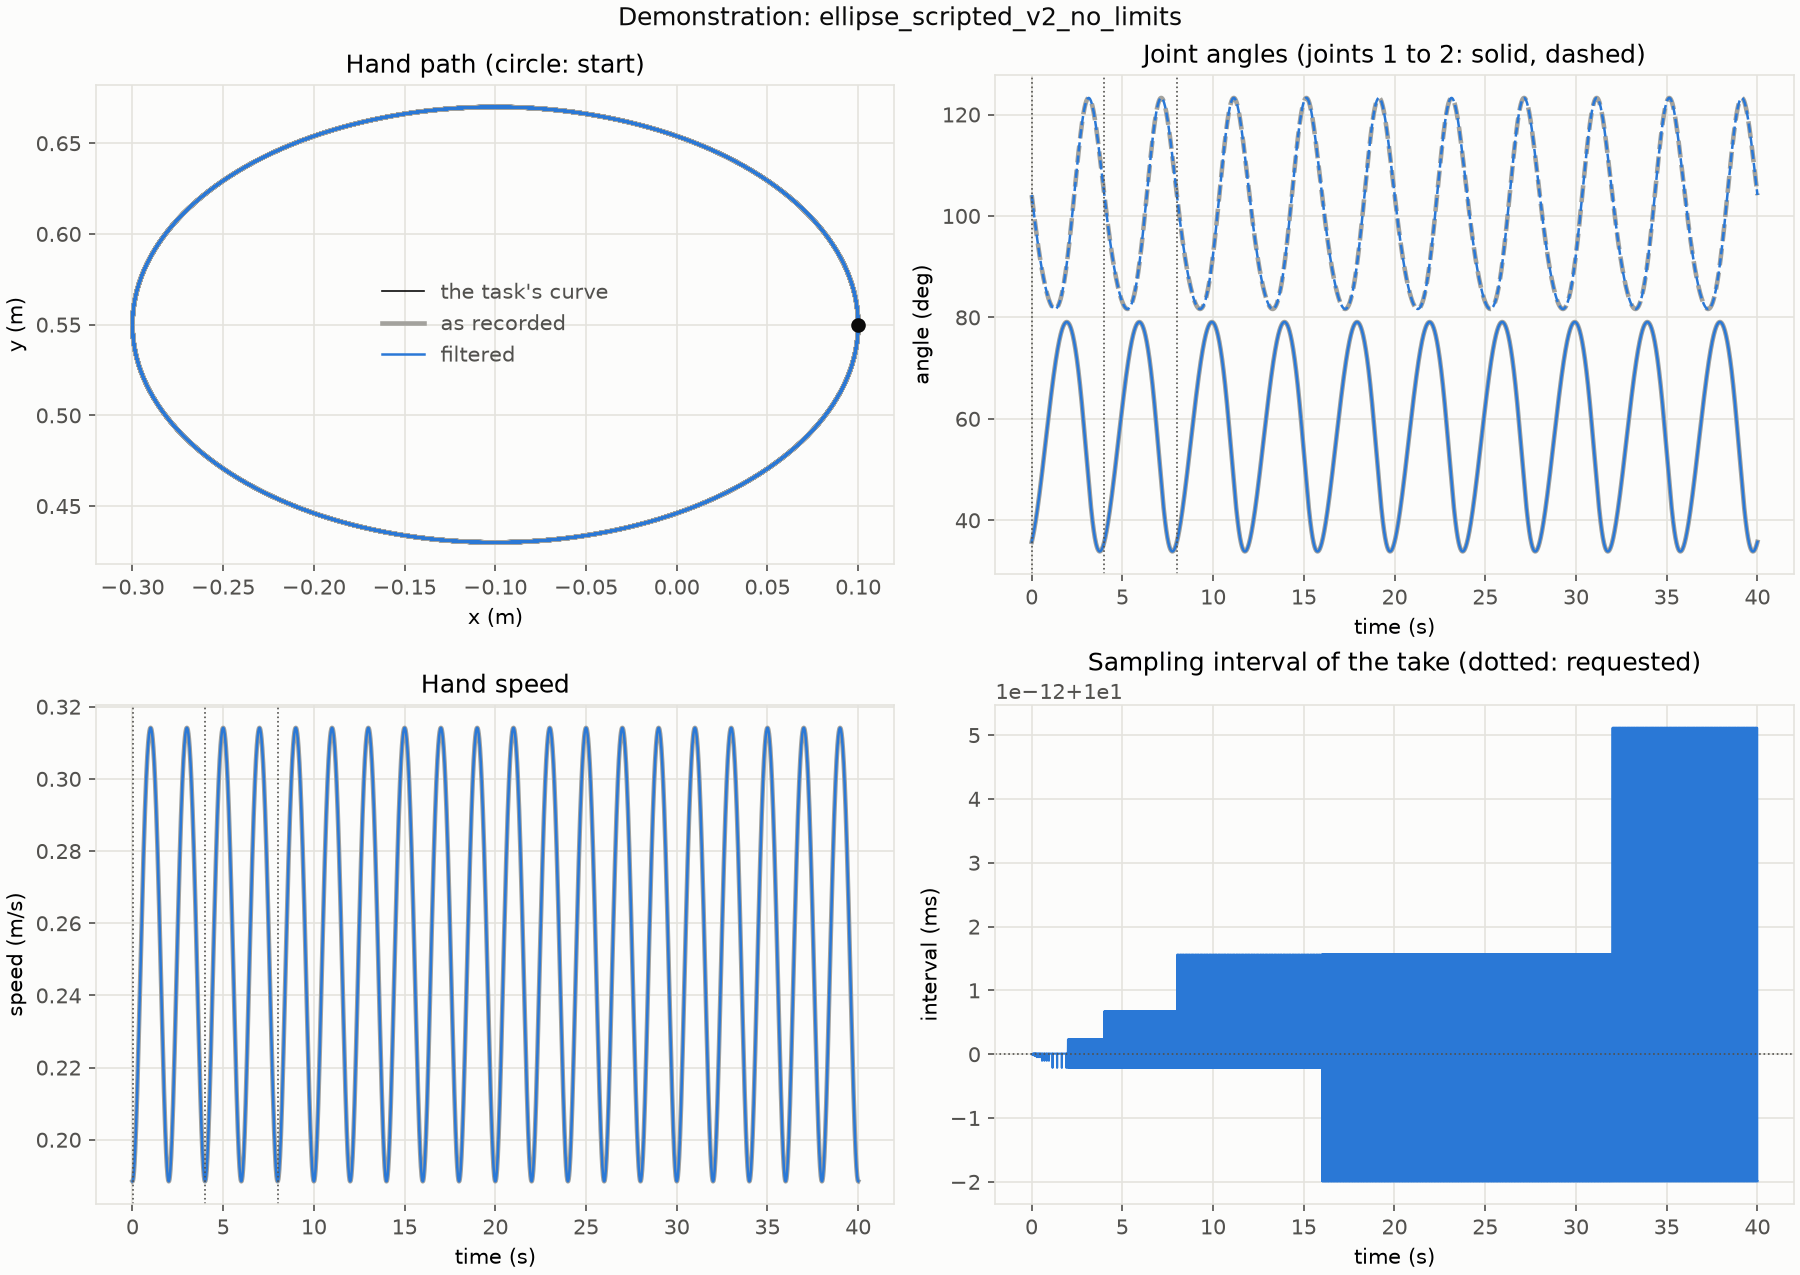 Demonstration: ellipse_scripted_v2_no_limits
Hand path (circle: start)
0.65
0.60
0.55
0.50
0.45
y (m)
the task's curve
as recorded
filtered
−0.30 −0.25 −0.20 −0.15 −0.10 −0.05 0.00 0.05 0.10
x (m)
Joint angles (joints 1 to 2: solid, dashed)
120
100
80
60
40
angle (deg)
0 5 10 15 20 25 30 35 40
time (s)
Hand speed
0.32
0.30
0.28
0.26
0.24
0.22
0.20
speed (m/s)
0 5 10 15 20 25 30 35 40
time (s)
Sampling interval of the take (dotted: requested)
1e−12+1e1
5
4
3
2
1
0
−1
−2
interval (ms)
0 5 10 15 20 25 30 35 40
time (s)